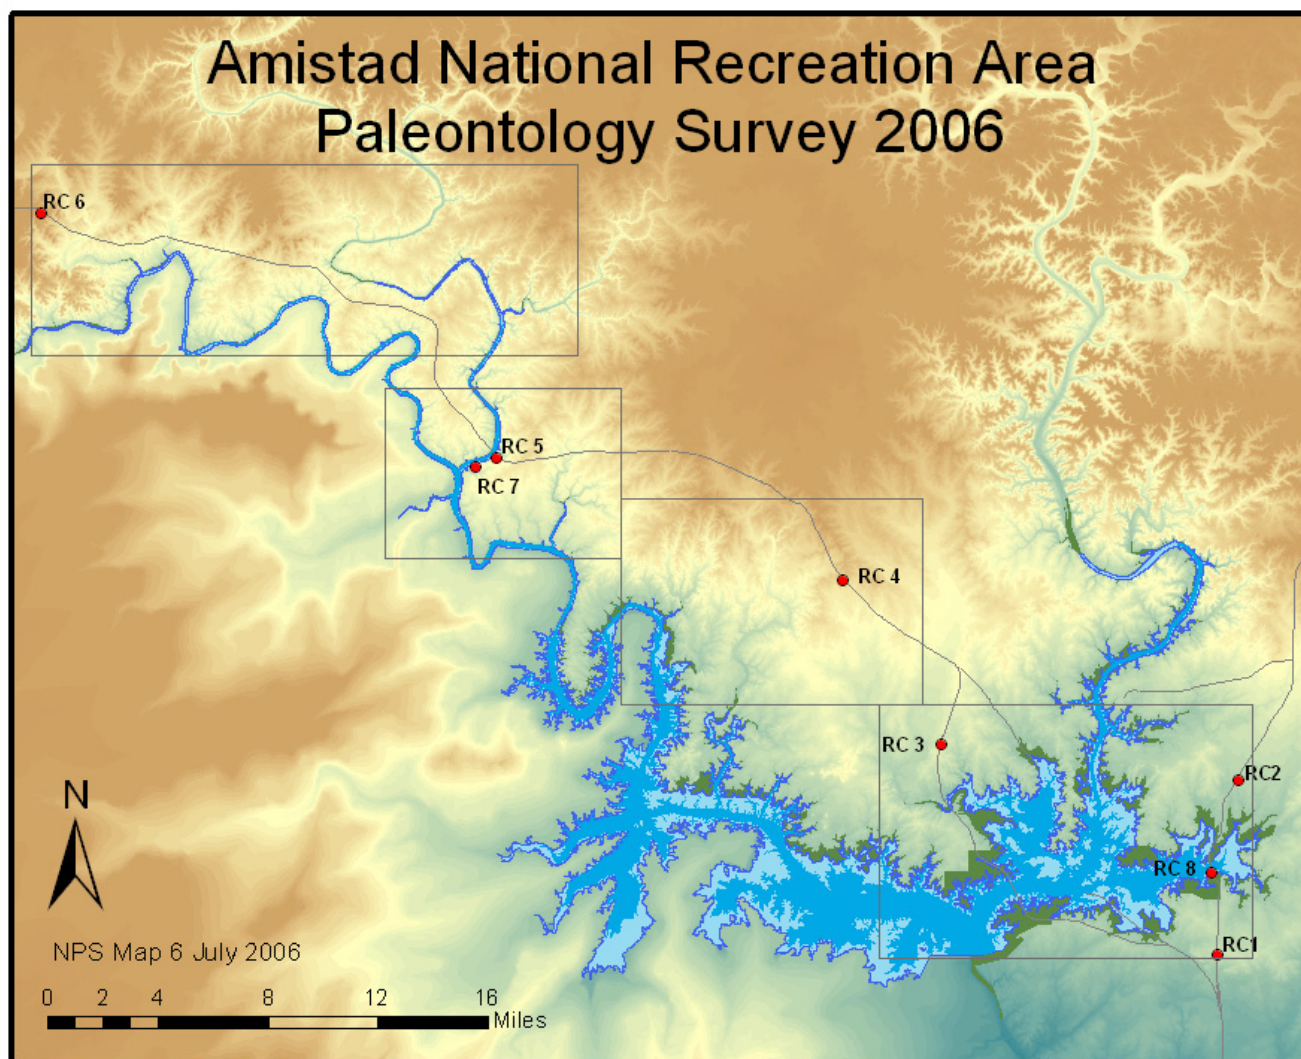 Amistad National Recreation Area
Paleontology Survey 2006
RC 6
RC 5
RC 7
RC 4
RC 3
RC2
RC 8
RC1
N
NPS Map 6 July 2006
0 2 4 8 12 16
Miles